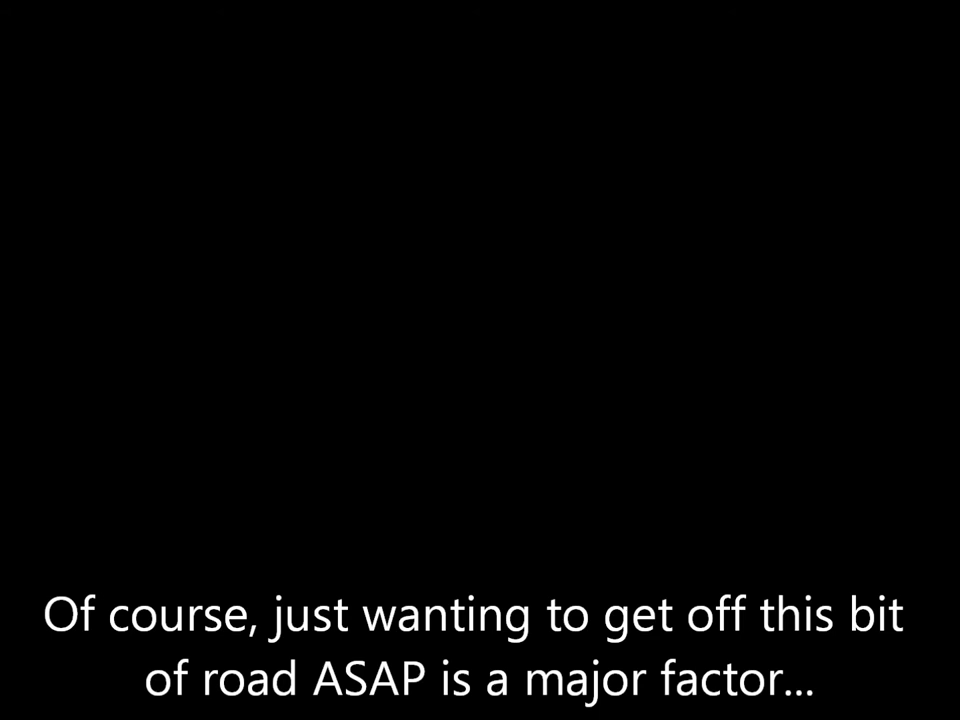 Of course, just wanting to get off this bit
of road ASAP is a major factor...